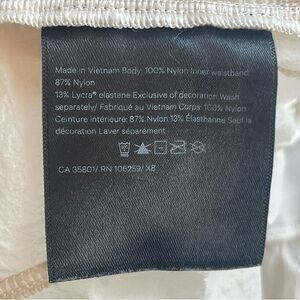 Made in Vietnam Body: 100% Nylon Inner waistband:
87% Nylon
13% Lycra® elastane Exclusive of decoration Wash
separately/ Fabriqué au Vietnam Corps: 100% Nylon
Ceinture intérieure: 87% Nylon 13% Élasthanne Sauf la
décoration Laver séparément
CA 35801/ RN 106259/ X8